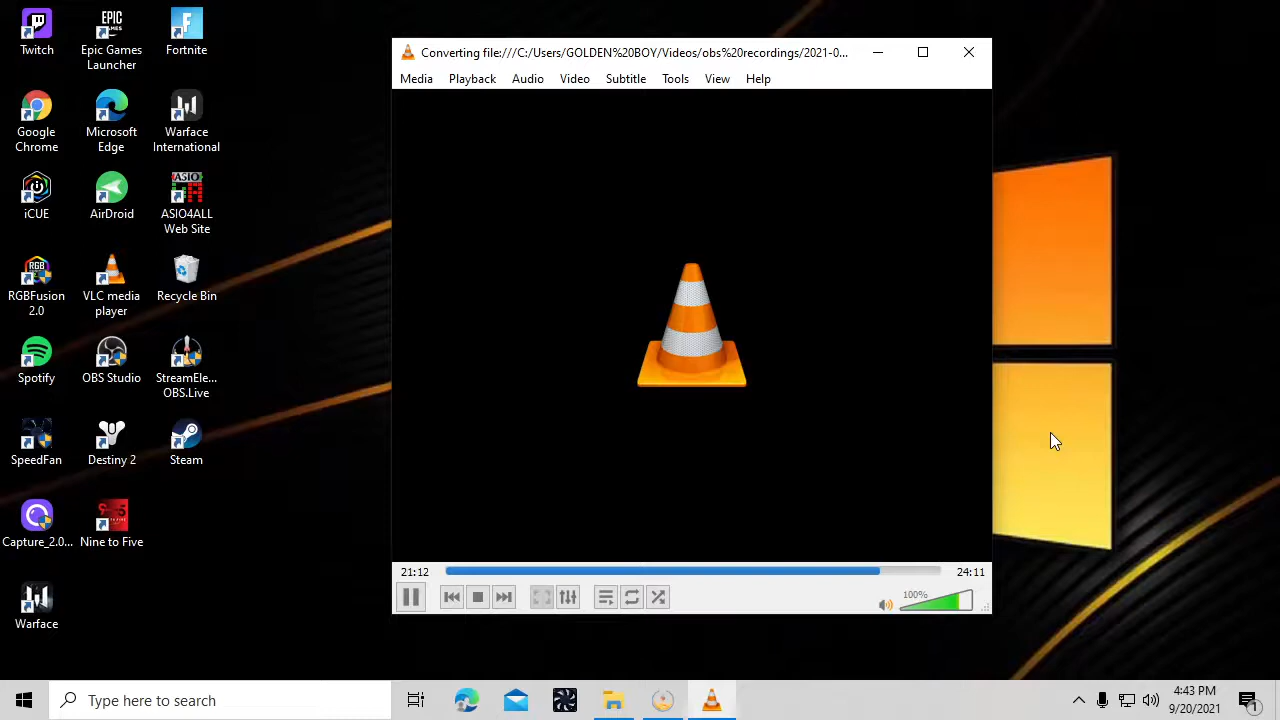 Twitch
Epic Games
Launcher
Fortnite
Google
Chrome
Microsoft
Edge
Warface
International
iCUE
AirDroid
ASIO
ASIO4ALL
Web Site
RGB
RGBFusion
2.0
VLC media
player
Recycle Bin
Spotify
OBS Studio
StreamEle...
OBS.Live
SpeedFan
Destiny 2
Steam
Capture_2.0...
Nine to Five
Warface
EPIC
GAMES
Converting file:///C:/Users/GOLDEN%20BOY/Videos/obs%20recordings/2021-0...
Media Playback Audio Video Subtitle Tools View Help
21:12
24:11
100%
Type here to search
4:43 PM
9/20/2021
1